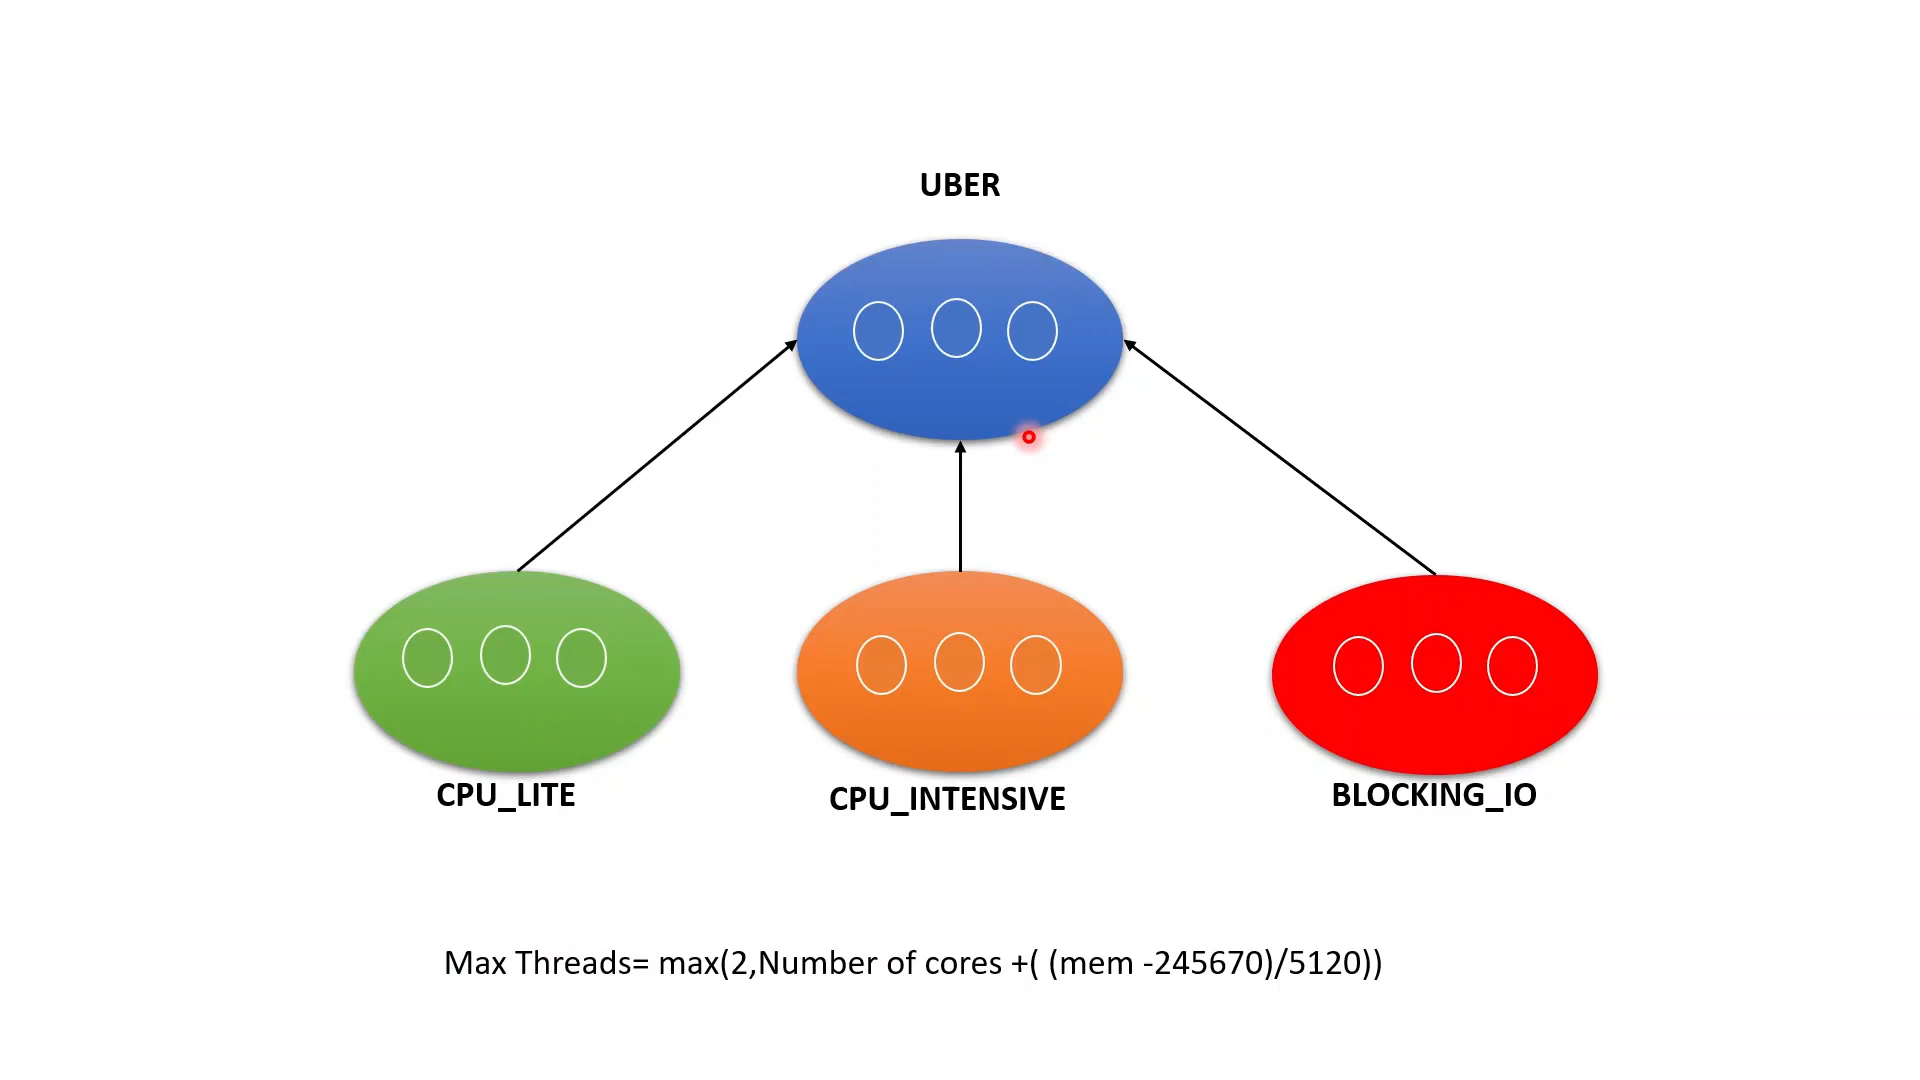 UBER
CPU_LITE
CPU_INTENSIVE
BLOCKING_IO
Max Threads= max(2,Number of cores +( (mem -245670)/5120))